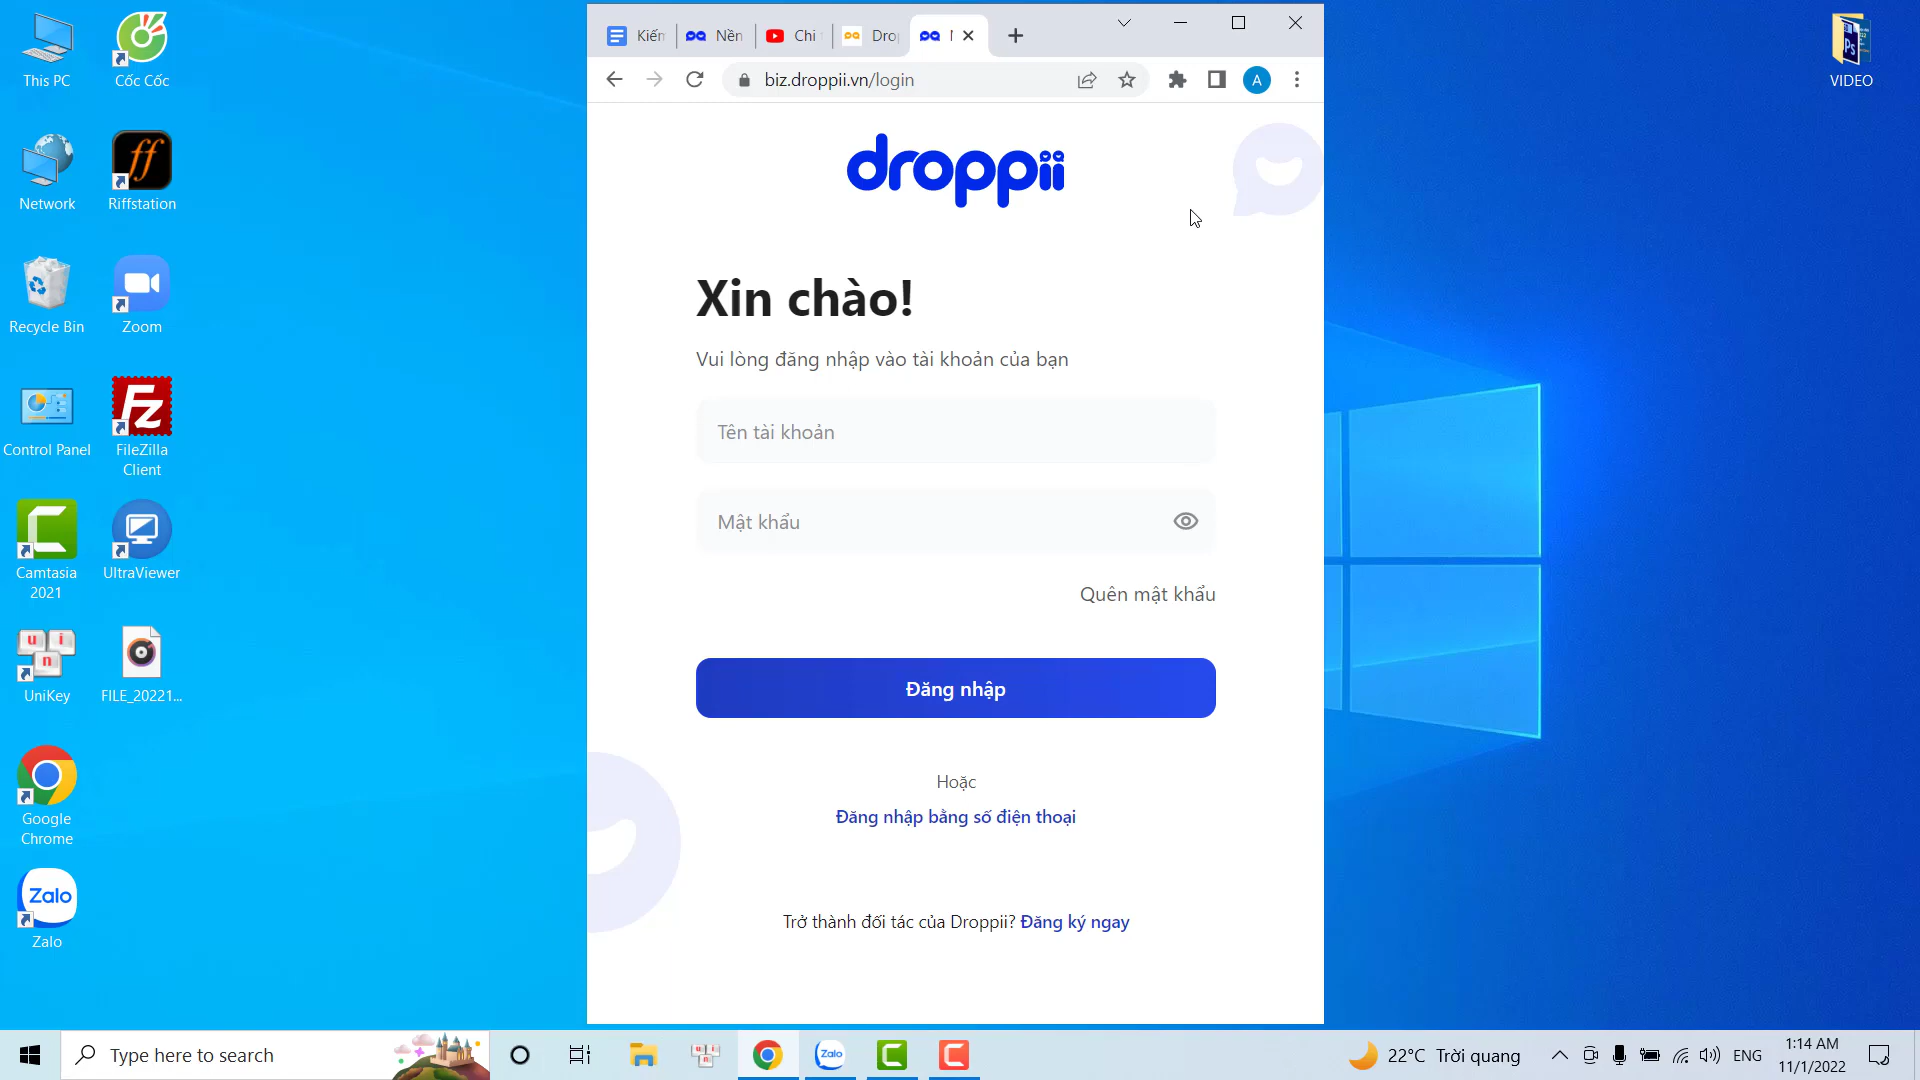 This PC
Cốc Cốc
Network
Riffstation
Recycle Bin
Zoom
Control Panel
FileZilla
Client
Camtasia
2021
UltraViewer
UniKey
FILE_20221...
Google
Chrome
Zalo
Zalo
VIDEO
Nền
Chi
biz.droppii.vn/login
A
droppii
Xin chào!
Vui lòng đăng nhập vào tài khoản của bạn
Tên tài khoản
Mật khẩu
Quên mật khẩu
Đăng nhập
Hoặc
Đăng nhập bằng số điện thoại
Trở thành đối tác của Droppii? Đăng ký ngay
Type here to search
Zalo
22°C Trời quang
ENG
1:14 AM
11/1/2022